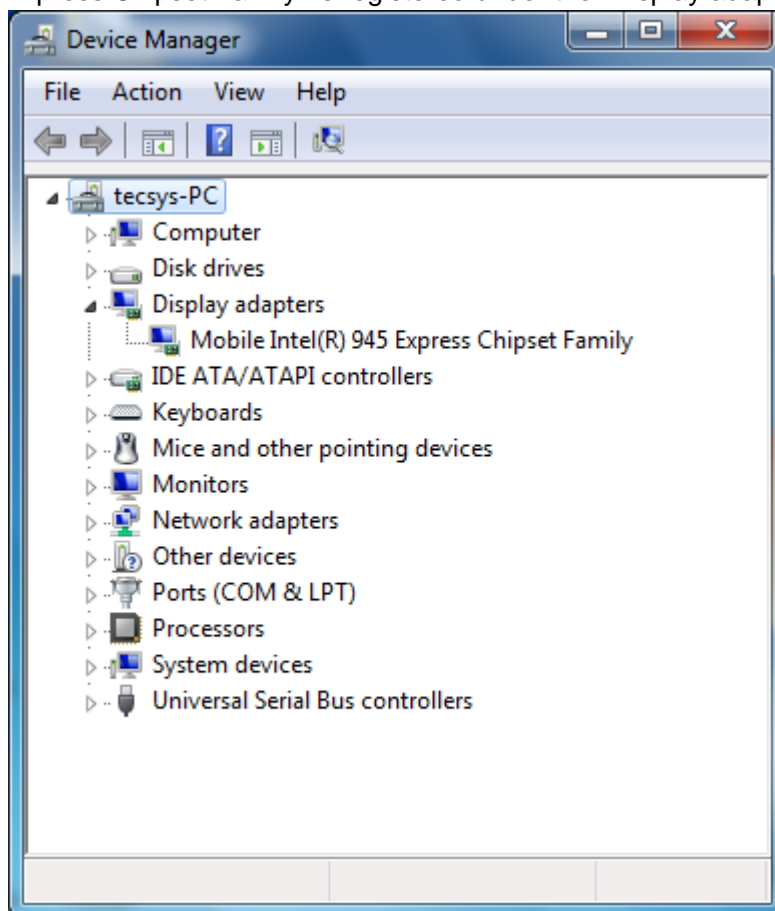 Device Manager
File Action View Help
tecsys-PC
Computer
Disk drives
Display adapters
Mobile Intel(R) 945 Express Chipset Family
IDE ATA/ATAPI controllers
Keyboards
Mice and other pointing devices
Monitors
Network adapters
Other devices
Ports (COM & LPT)
Processors
System devices
Universal Serial Bus controllers